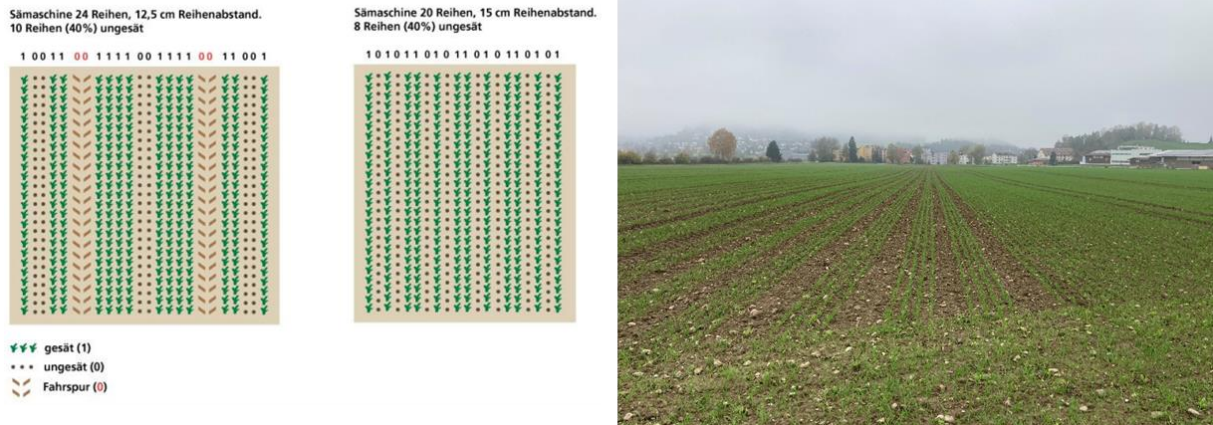 Sämaschine 24 Reihen, 12,5 cm Reihenabstand.
10 Reihen (40%) ungesät
1 0 0 1 1 0 0 1 1 1 1 0 0 1 1 1 1 0 0 1 1 0 0 1
Sämaschine 20 Reihen, 15 cm Reihenabstand.
8 Reihen (40%) ungesät
1 0 1 0 1 1 0 1 0 1 1 0 1 0 1 1 0 1 0 1
gesät (1)
ungesät (0)
Fahrspur (0)